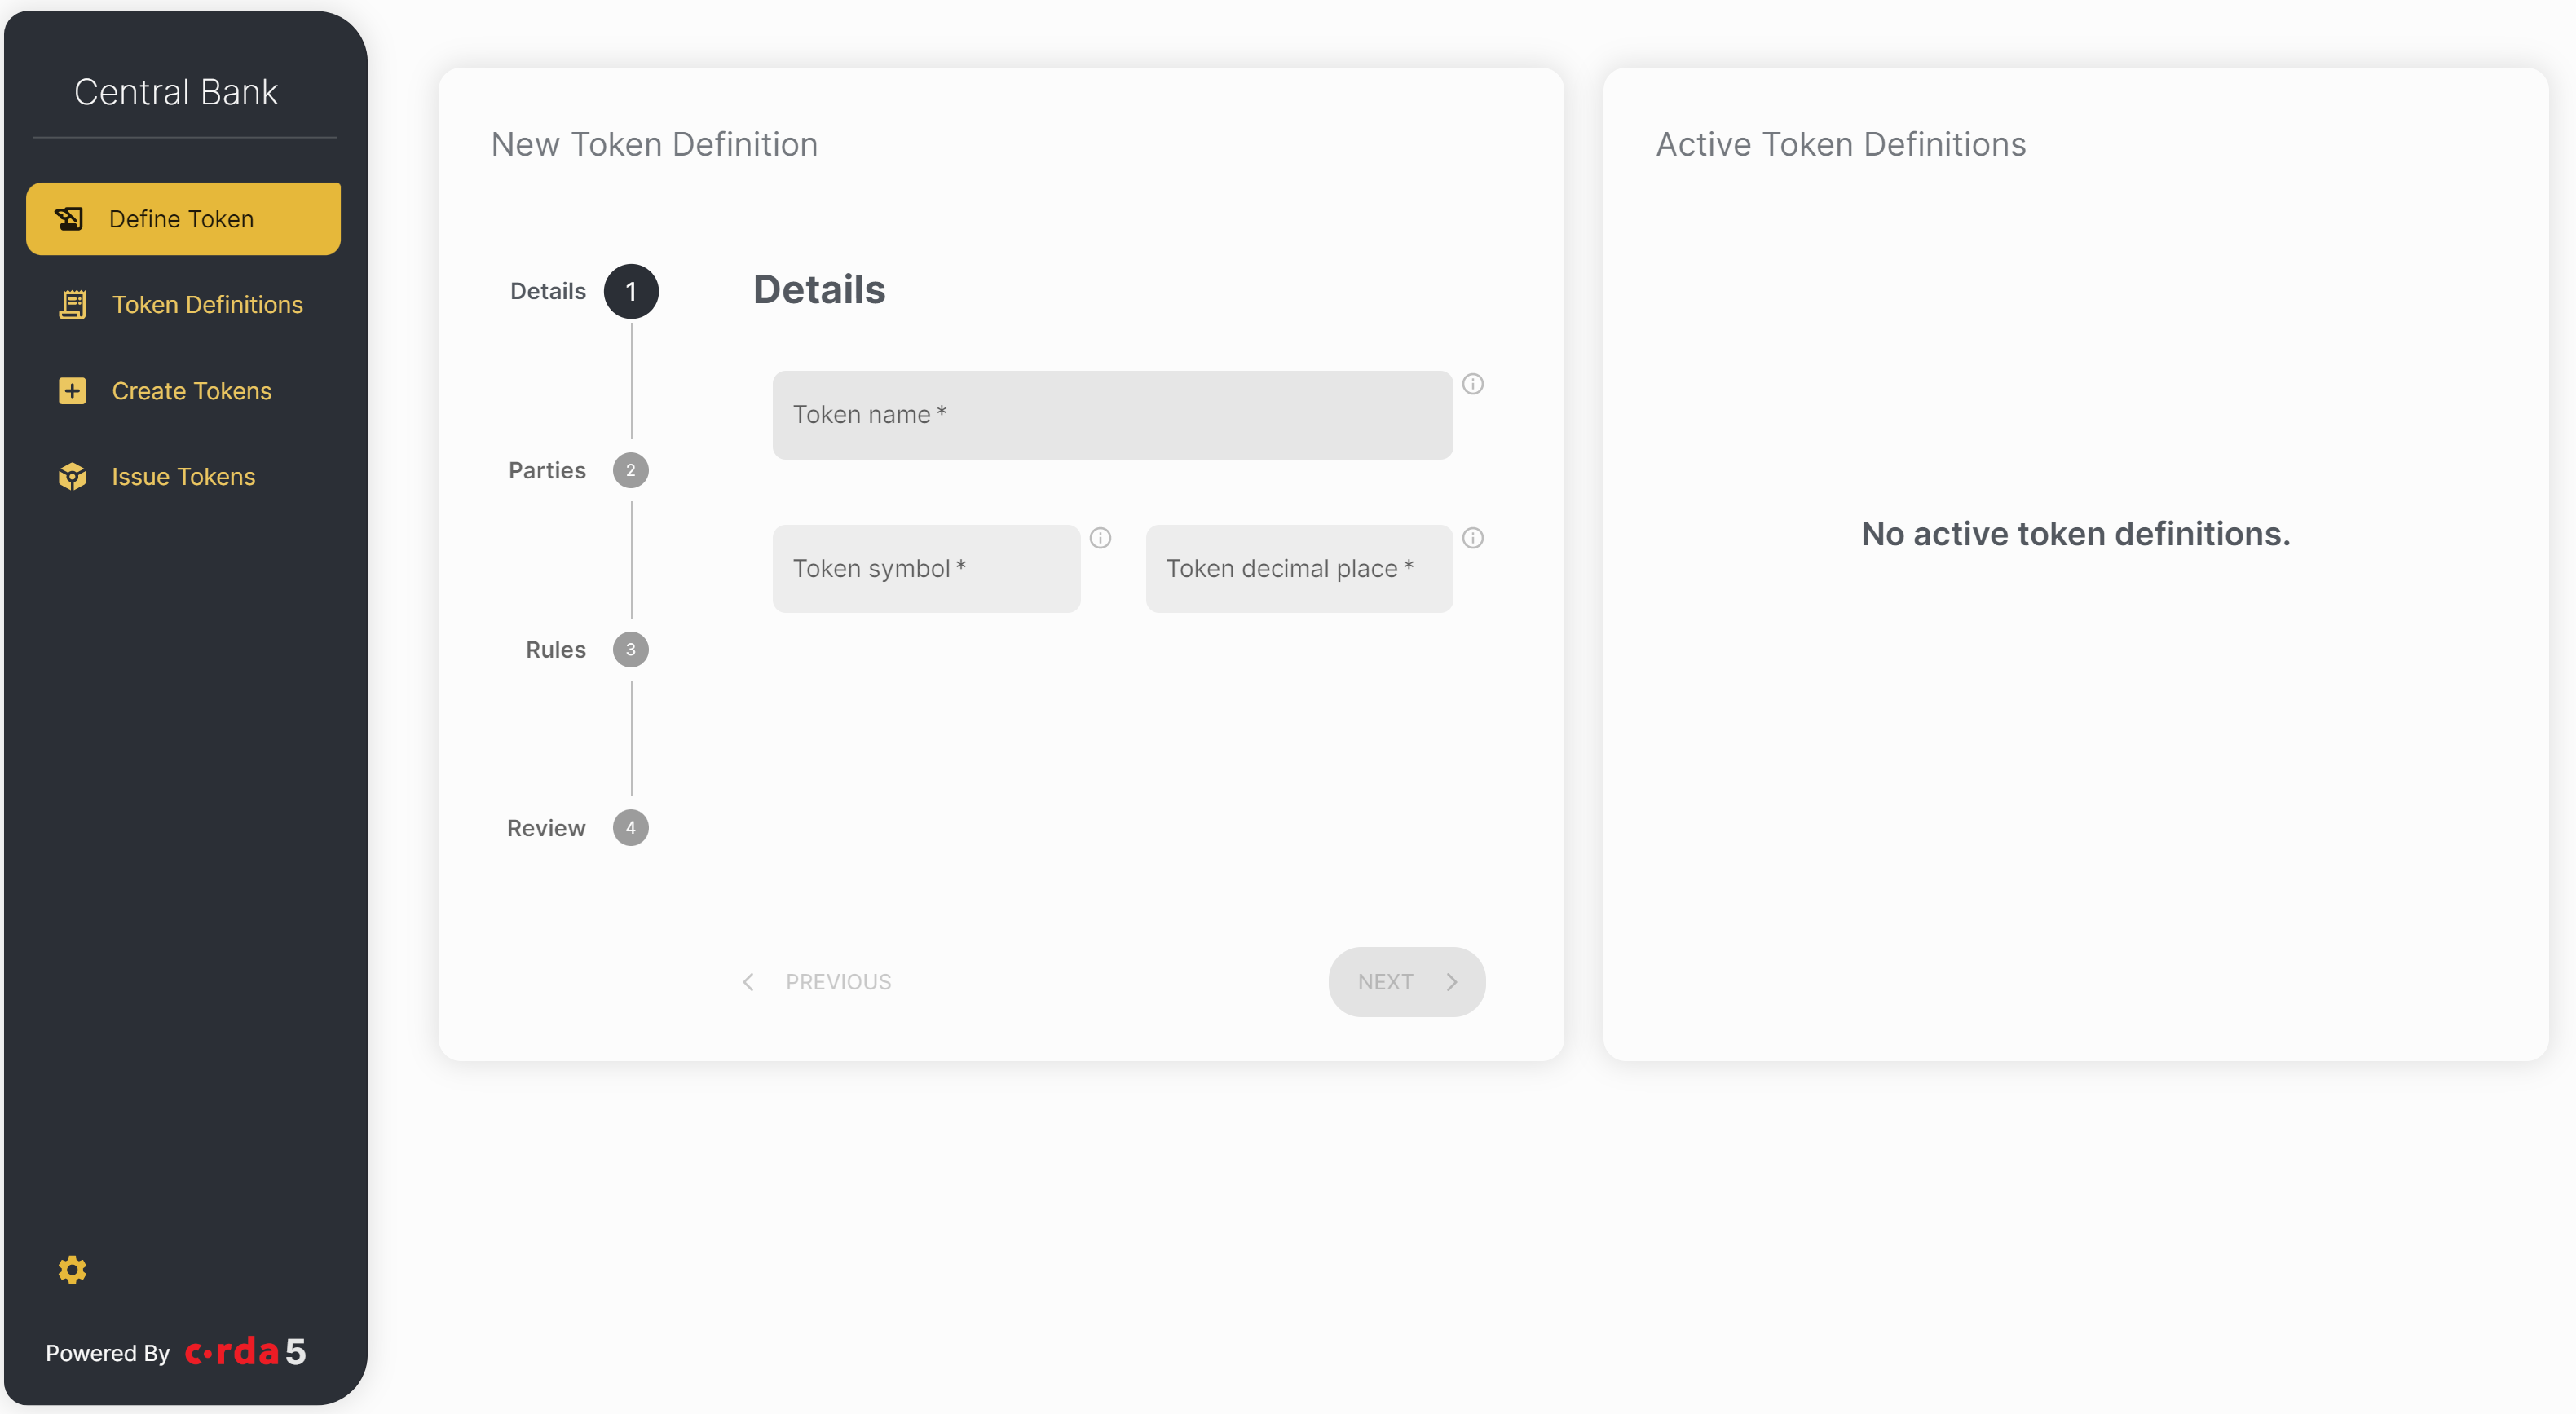 Central Bank
Define Token
Token Definitions
Create Tokens
Issue Tokens
Powered By c•rda 5
New Token Definition
Details 1
Parties 2
Rules 3
Review 4
Details
Token name *
Token symbol *
Token decimal place *
PREVIOUS
NEXT
Active Token Definitions
No active token definitions.